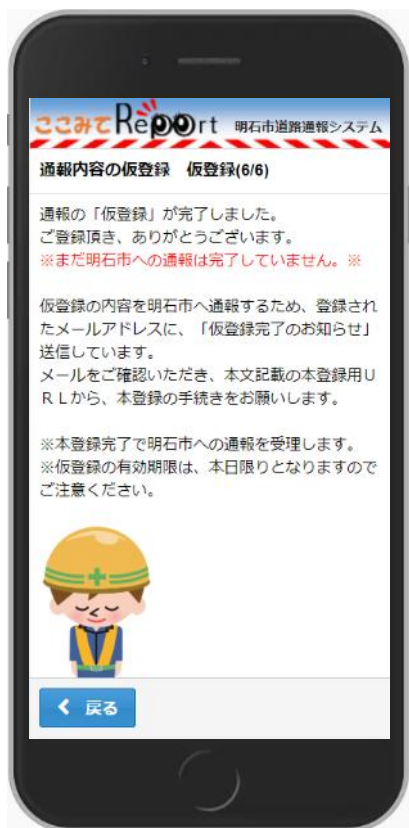 ここみてRepOrt 明石市道路通報システム
通報内容の仮登録　仮登録(6/6)
通報の「仮登録」が完了しました。
ご登録頂き、ありがとうございます。
※まだ明石市への通報は完了していません。※
仮登録の内容を明石市へ通報するため、登録され
たメールアドレスに、「仮登録完了のお知らせ」
送信しています。
メールをご確認いただき、本文記載の本登録用U
ＲＬから、本登録の手続きをお願いします。
※本登録完了で明石市への通報を受理します。
※仮登録の有効期限は、本日限りとなりますので
ご注意ください。
戻る